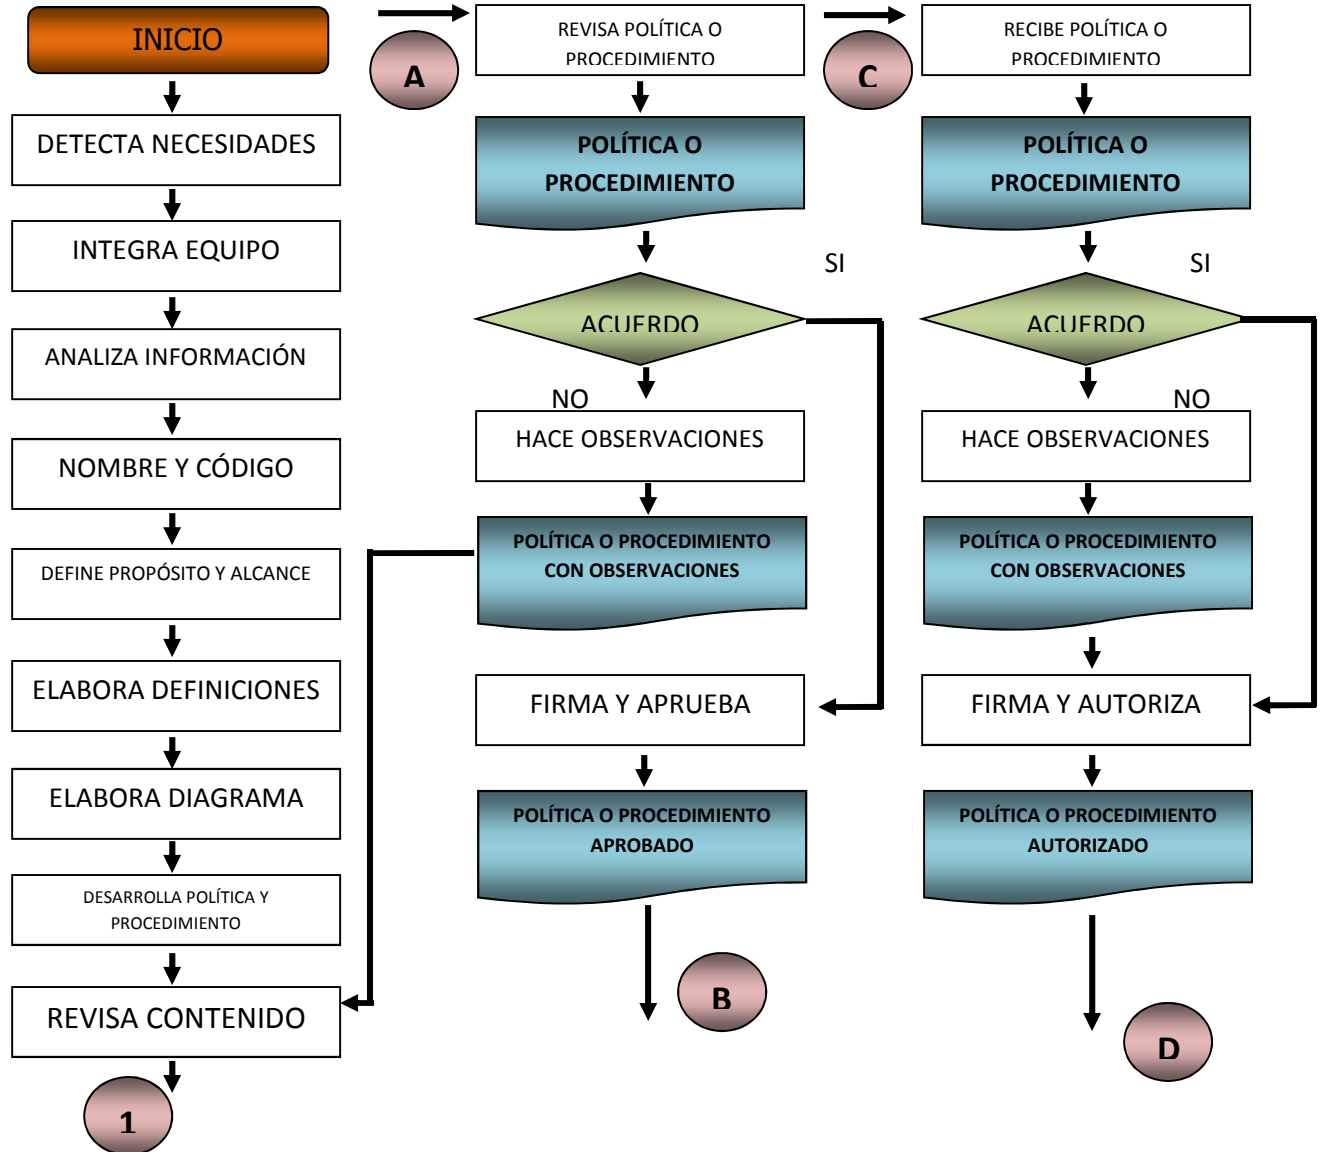 INICIO
DETECTA NECESIDADES
INTEGRA EQUIPO
ANALIZA INFORMACIÓN
NOMBRE Y CÓDIGO
DEFINE PROPÓSITO Y ALCANCE
ELABORA DEFINICIONES
ELABORA DIAGRAMA
DESARROLLA POLÍTICA Y
PROCEDIMIENTO
REVISA CONTENIDO
1
A
REVISA POLÍTICA O
PROCEDIMIENTO
POLÍTICA O
PROCEDIMIENTO
SI
ACUERDO
NO
HACE OBSERVACIONES
POLÍTICA O PROCEDIMIENTO
CON OBSERVACIONES
FIRMA Y APRUEBA
POLÍTICA O PROCEDIMIENTO
APROBADO
B
C
RECIBE POLÍTICA O
PROCEDIMIENTO
POLÍTICA O
PROCEDIMIENTO
SI
ACUERDO
NO
HACE OBSERVACIONES
POLÍTICA O PROCEDIMIENTO
CON OBSERVACIONES
FIRMA Y AUTORIZA
POLÍTICA O PROCEDIMIENTO
AUTORIZADO
D